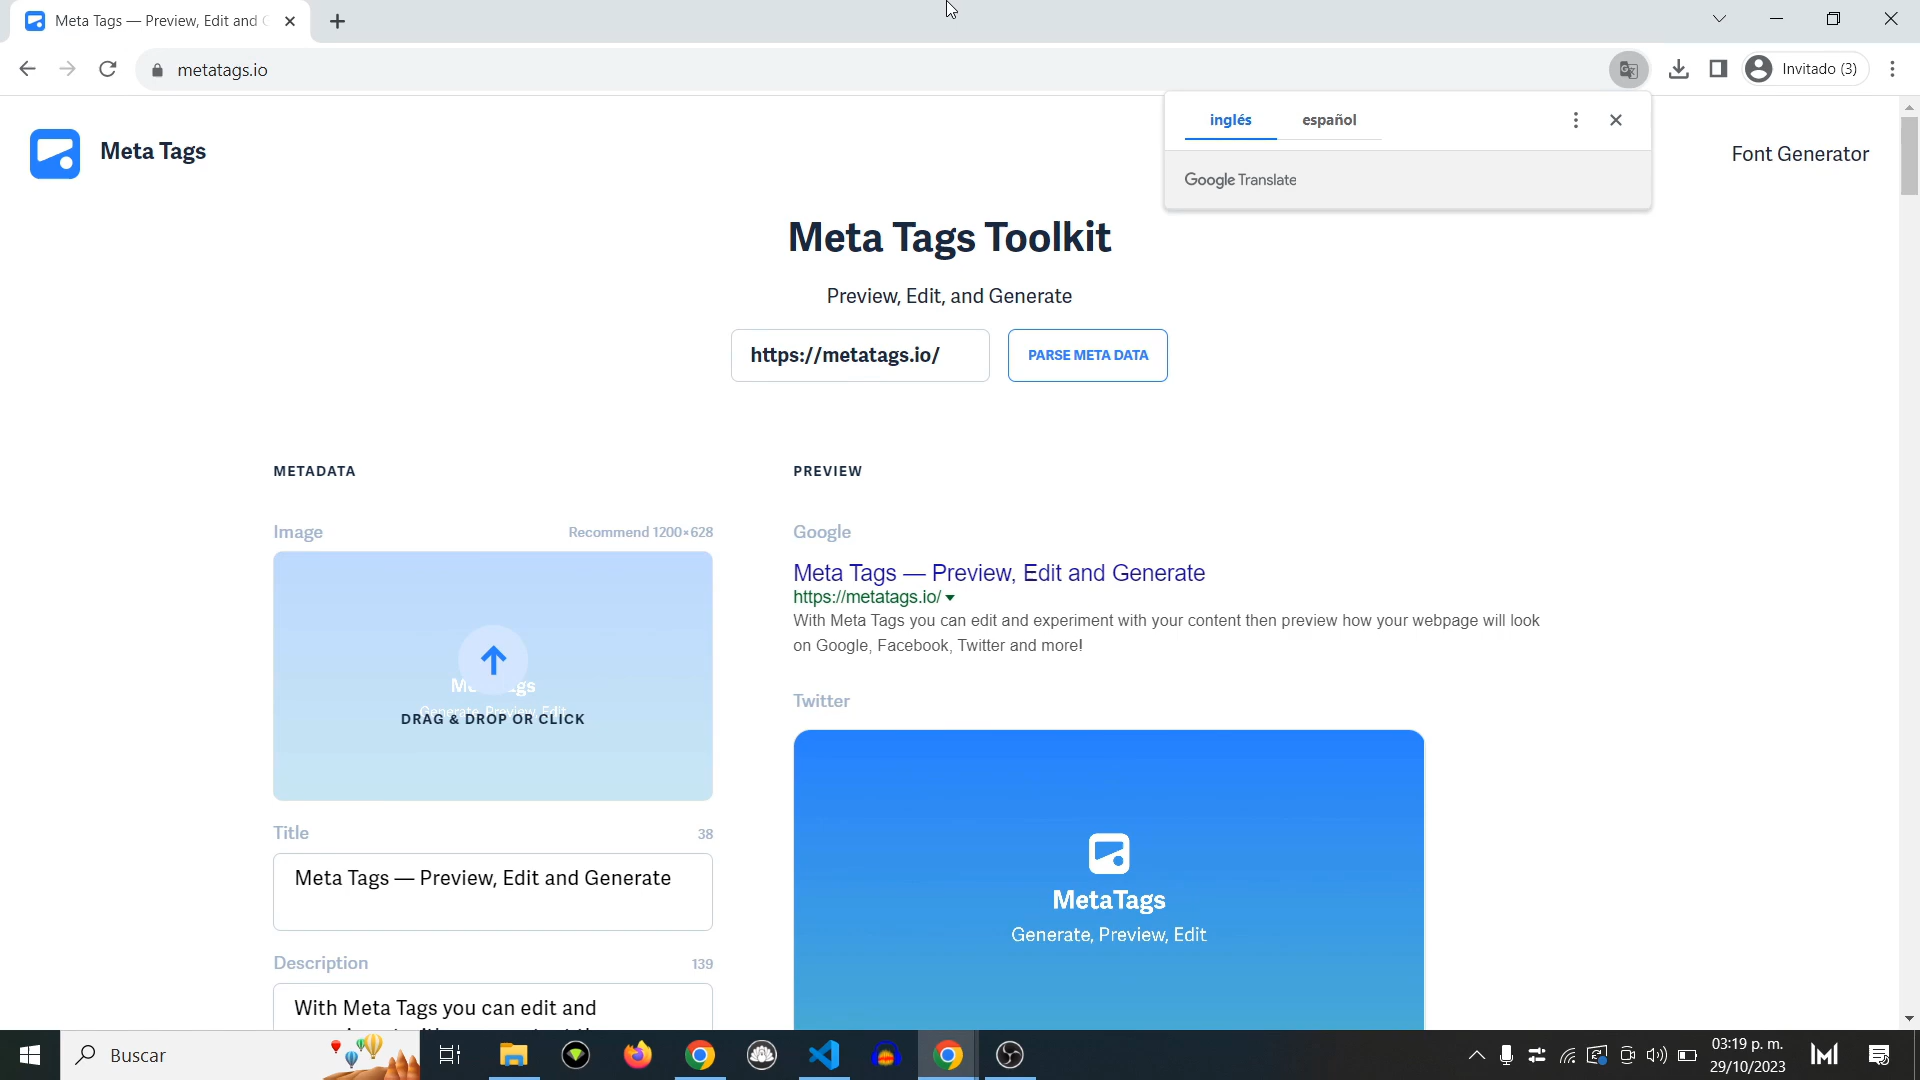 Meta Tags — Preview, Edit and G
metatags.io
Invitado (3)
inglés español
Google Translate
Meta Tags
Font Generator
Meta Tags Toolkit
Preview, Edit, and Generate
https://metatags.io/
PARSE META DATA
METADATA
PREVIEW
Image
Recommend 1200×628
Google
Meta Tags — Preview, Edit and Generate
https://metatags.io/
With Meta Tags you can edit and experiment with your content then preview how your webpage will look
on Google, Facebook, Twitter and more!
Generate, Preview, Edit
DRAG & DROP OR CLICK
Twitter
MetaTags
Generate, Preview, Edit
Title
38
Meta Tags — Preview, Edit and Generate
Description
139
With Meta Tags you can edit and
Buscar
03:19 p. m.
29/10/2023